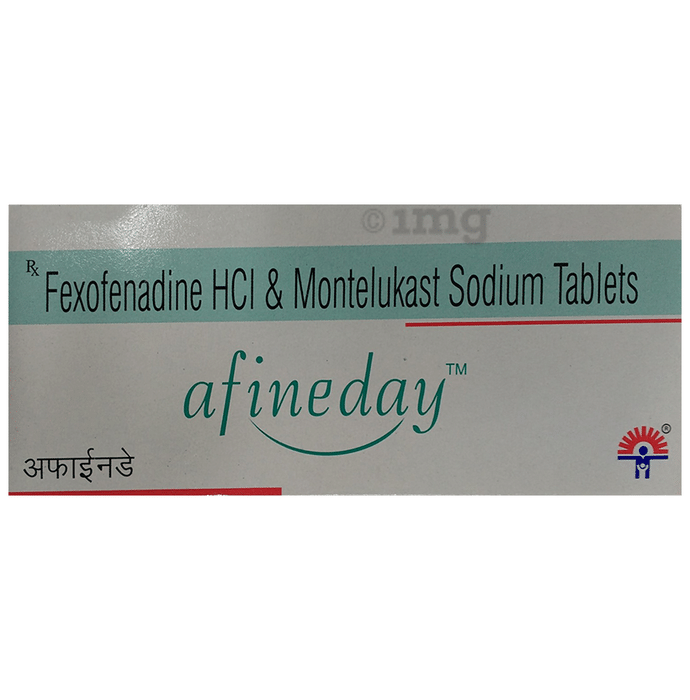 ©1mg
Rx Fexofenadine HCl & Montelukast Sodium Tablets
afineday™
अफाईनडे
®